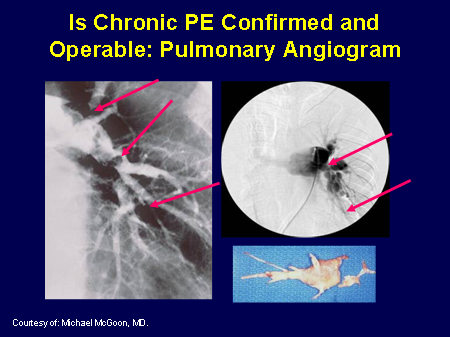 Is Chronic PE Confirmed and
Operable: Pulmonary Angiogram
Courtesy of: Michael McGoon, MD.